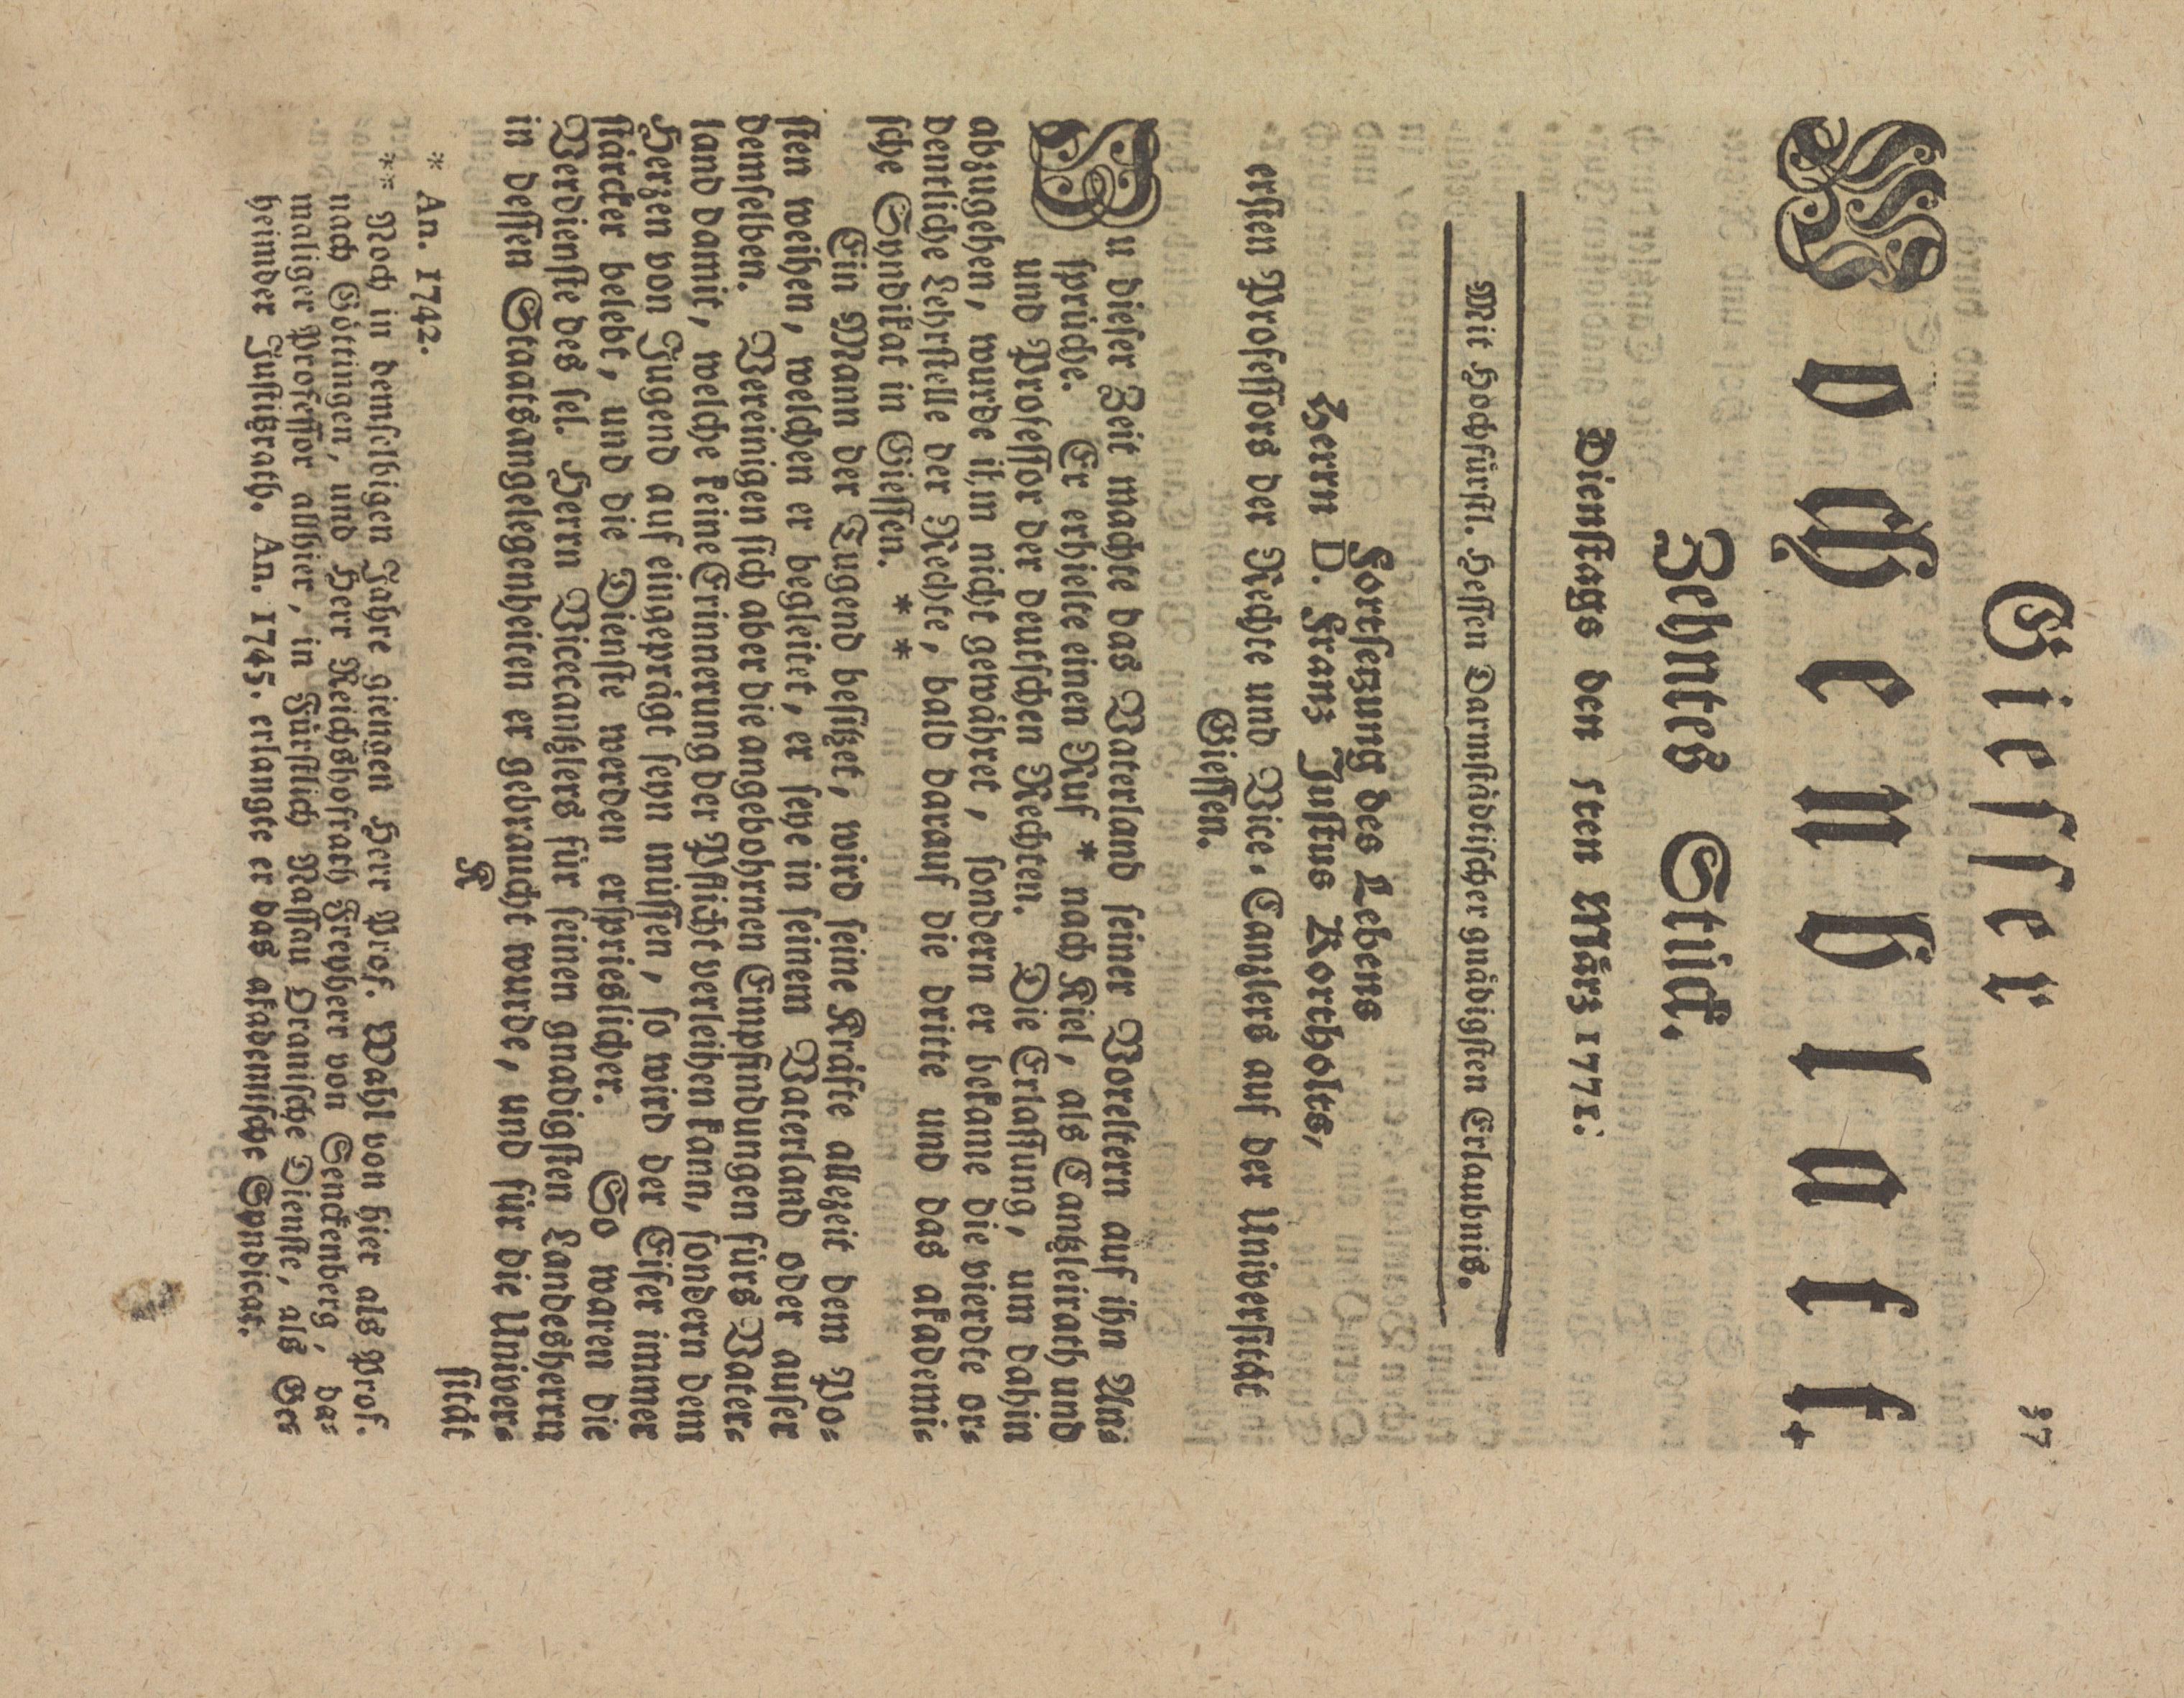 37
Giesser
Wochenblatt.
Zehntes Stück.
Dienstags den 5ten März 1771.
Mit Hochfürstl. Hessen Darmstädtischer gnädigsten Erlaubnis.
Fortsezung des Lebens
Herrn D. Franz Justus Kortholts,
ersten Professors der Rechte und Vice-Canzlers auf der Universität
Giessen.
Zu dieser Zeit machte das Vaterland seiner Voreltern auf ihn An-
sprüche. Er erhielte einen Ruf * nach Kiel, als Canzleirath und
und Professor der deutschen Rechten. Die Erlassung, um dahin
abzugehen, wurde ihm nicht gewähret, sondern er bekame die vierdte or-
dentliche Lehrstelle der Rechte, bald darauf die dritte und das akademi-
sche Syndikat in Giessen. * *
Ein Mann der Tugend besitzet, wird seine Kräfte allezeit dem Po-
sten weihen, welchen er begleitet, er seye in seinem Vaterland oder auser
demselben. Vereinigen sich aber die angebohrnen Empfindungen fürs Vater-
land damit, welche keine Erinnerung der Pflicht verleihen kann, sondern dem
Herzen von Jugend auf eingeprägt seyn müssen, so wird der Eifer immer
stärcker belebt, und die Dienste werden ersprieslicher. So waren die
Verdienste des sel. Herrn Vicecanzlers für seinen gnädigsten Landesherrn
in dessen Staatsangelegenheiten er gebraucht wurde, und für die Univer-
K
sität
* An. 1742.
** Noch in demselbigen Jahre giengen Herr Prof. Wahl von hier als Prof.
nach Göttingen, und Herr Reichshofrath Freyherr von Senckenberg, da-
maliger Professor allhier, in Fürstlich Nassau Oranische Dienste, als Ge-
heimder Justizrath. An. 1745. erlangte er das akademische Syndicat.